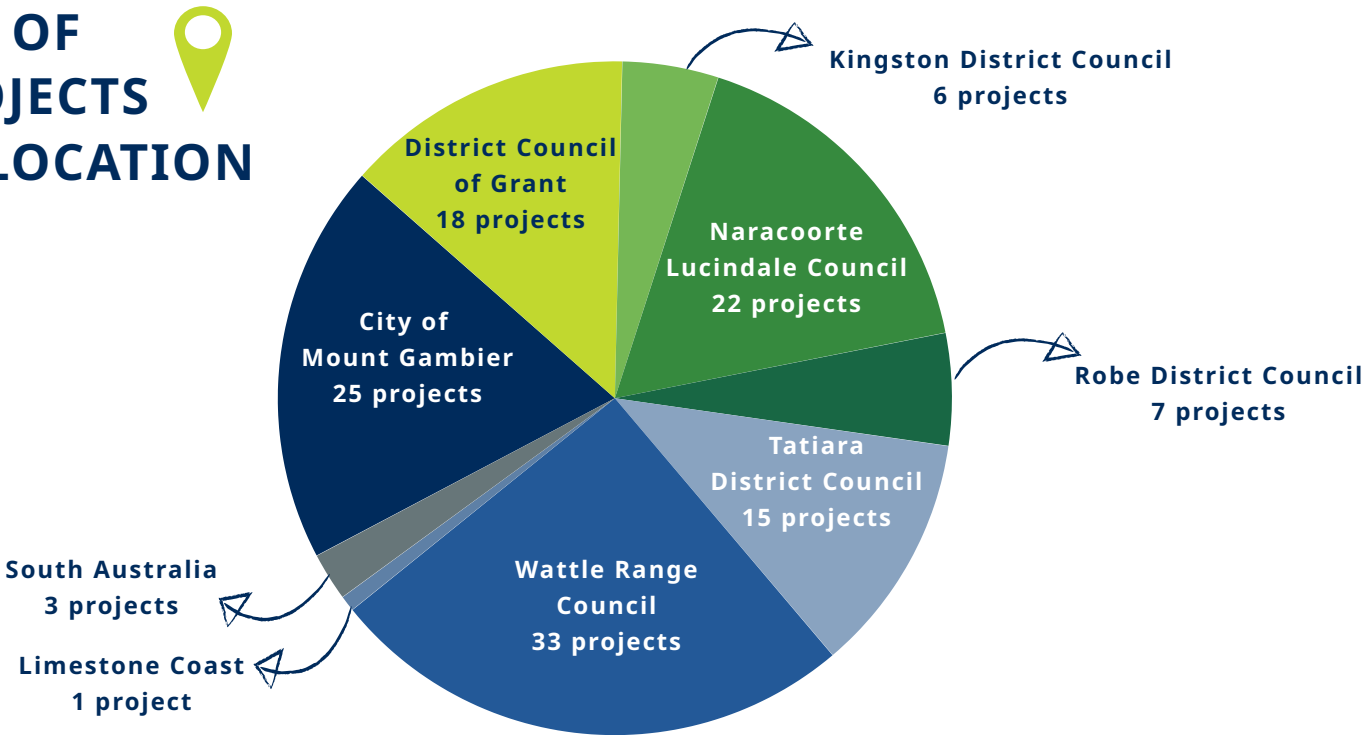 OF
LOCATION
Kingston District Council
6 projects
District Council
of Grant
18 projects
Naracoorte
Lucindale Council
22 projects
City of
Mount Gambier
25 projects
Robe District Council
7 projects
Tatiara
District Council
15 projects
Wattle Range
Council
33 projects
South Australia
3 projects
Limestone Coast
1 project